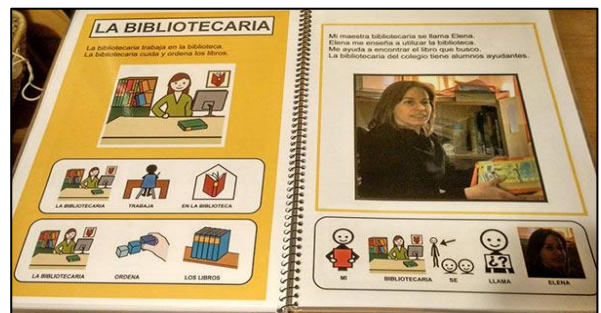 LA BIBLIOTECARIA
La bibliotecaria trabaja en la biblioteca.
La bibliotecaria cuida y ordena los libros.
LA BIBLIOTECARIA TRABAJA EN LA BIBLIOTECA
LA BIBLIOTECARIA ORDENA LOS LIBROS
Mi maestra bibliotecaria se llama Elena.
Elena me enseña a utilizar la biblioteca.
Me ayuda a encontrar el libro que busco.
La bibliotecaria del colegio tiene alumnos ayudantes.
¿?
MI BIBLIOTECARIA SE LLAMA ELENA